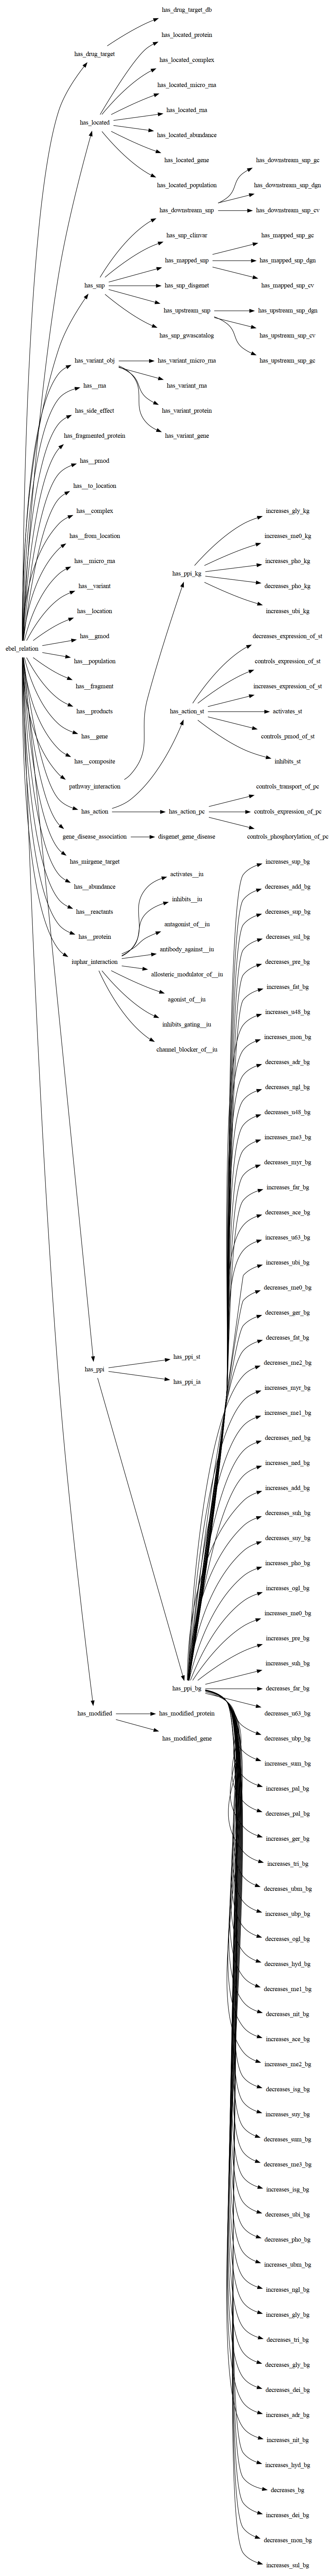 has_drug_target_db
has_located_protein
has_drug_target
has_located_complex
has_located_micro_rna
has_located_rna
has_located
has_located_abundance
has_located_gene
has_downstream_snp_gc
has_located_population
has_downstream_snp_dgn
has_downstream_snp
has_downstream_snp_cv
has_snp_clinvar
has_mapped_snp_gc
has_mapped_snp
has_mapped_snp_dgn
has_snp
has_snp_disgenet
has_mapped_snp_cv
has_upstream_snp
has_upstream_snp_dgn
has_snp_gwascatalog
has_upstream_snp_cv
has_variant_obj
has_variant_micro_rna
has_upstream_snp_gc
has__rna
has_variant_rna
has_side_effect
has_variant_protein
has_fragmented_protein
has_variant_gene
has__pmod
has__to_location
has__complex
increases_gly_kg
has__from_location
increases_me0_kg
has__micro_rna
increases_pho_kg
has_ppi_kg
has__variant
decreases_pho_kg
has__location
increases_ubi_kg
has__gmod
decreases_expression_of_st
ebel_relation
has__population
controls_expression_of_st
has__fragment
increases_expression_of_st
has__products
has_action_st
activates_st
has__gene
controls_pmod_of_st
has__composite
inhibits_st
pathway_interaction
controls_transport_of_pc
has_action
has_action_pc
controls_expression_of_pc
gene_disease_association
disgenet_gene_disease
controls_phosphorylation_of_pc
has_mirgene_target
increases_sup_bg
activates__iu
has__abundance
decreases_add_bg
inhibits__iu
has__reactants
decreases_sup_bg
antagonist_of__iu
has__protein
decreases_sul_bg
antibody_against__iu
iuphar_interaction
decreases_pre_bg
allosteric_modulator_of__iu
increases_fat_bg
agonist_of__iu
increases_u48_bg
inhibits_gating__iu
increases_mon_bg
channel_blocker_of__iu
decreases_adr_bg
decreases_ngl_bg
decreases_u48_bg
increases_me3_bg
decreases_myr_bg
increases_far_bg
decreases_ace_bg
increases_u63_bg
increases_ubi_bg
decreases_me0_bg
decreases_ger_bg
decreases_fat_bg
has_ppi_st
decreases_me2_bg
has_ppi
has_ppi_ia
increases_myr_bg
increases_me1_bg
decreases_ned_bg
increases_ned_bg
increases_add_bg
decreases_suh_bg
decreases_suy_bg
increases_pho_bg
increases_ogl_bg
increases_me0_bg
increases_pre_bg
increases_suh_bg
has_ppi_bg
decreases_far_bg
has_modified
has_modified_protein
decreases_u63_bg
has_modified_gene
decreases_ubp_bg
increases_sum_bg
increases_pal_bg
decreases_pal_bg
increases_ger_bg
increases_tri_bg
decreases_ubm_bg
increases_ubp_bg
decreases_ogl_bg
decreases_hyd_bg
decreases_me1_bg
decreases_nit_bg
increases_ace_bg
increases_me2_bg
decreases_isg_bg
increases_suy_bg
decreases_sum_bg
decreases_me3_bg
increases_isg_bg
decreases_ubi_bg
decreases_pho_bg
increases_ubm_bg
increases_ngl_bg
increases_gly_bg
decreases_tri_bg
decreases_gly_bg
decreases_dei_bg
increases_adr_bg
increases_nit_bg
increases_hyd_bg
decreases_bg
increases_dei_bg
decreases_mon_bg
increases_sul_bg